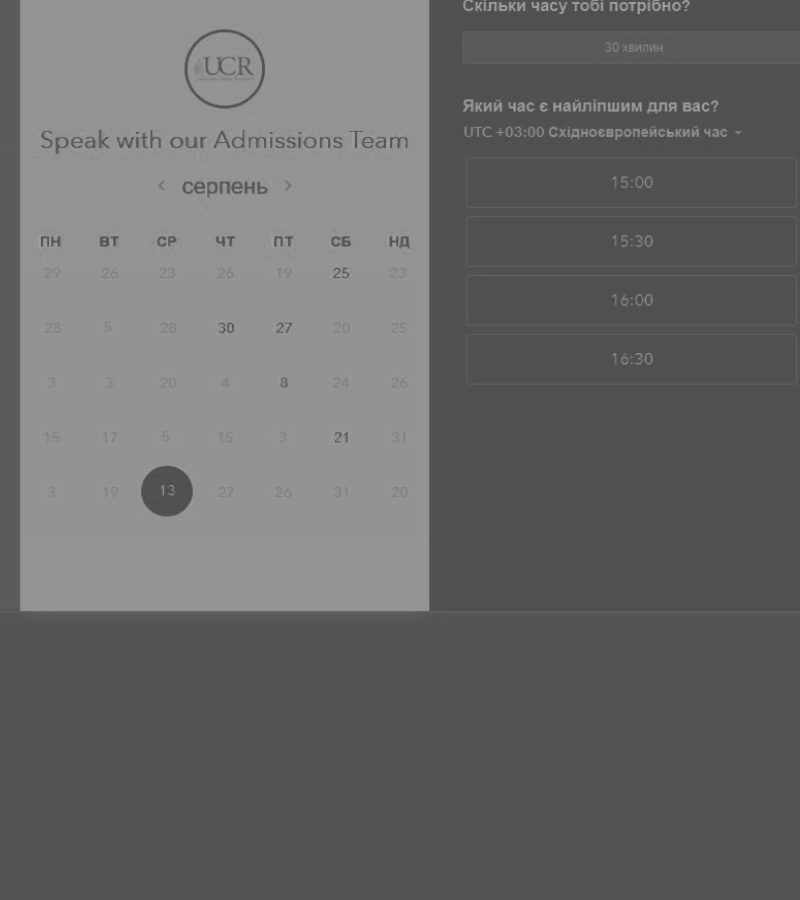 UCR
Speak with our Admissions Team
серпень
ПН ВТ СР ЧТ ПТ СБ НД
29 26 23 26 19 25 23
28 5 28 30 27 20 25
3 3 20 4 8 24 26
15 17 5 15 3 21 31
3 19 13 27 26 31 20
Скільки часу тобі потрібно?
30 хвилин
Який час є найліпшим для вас?
UTC +03:00 Східноєвропейський час
15:00
15:30
16:00
16:30